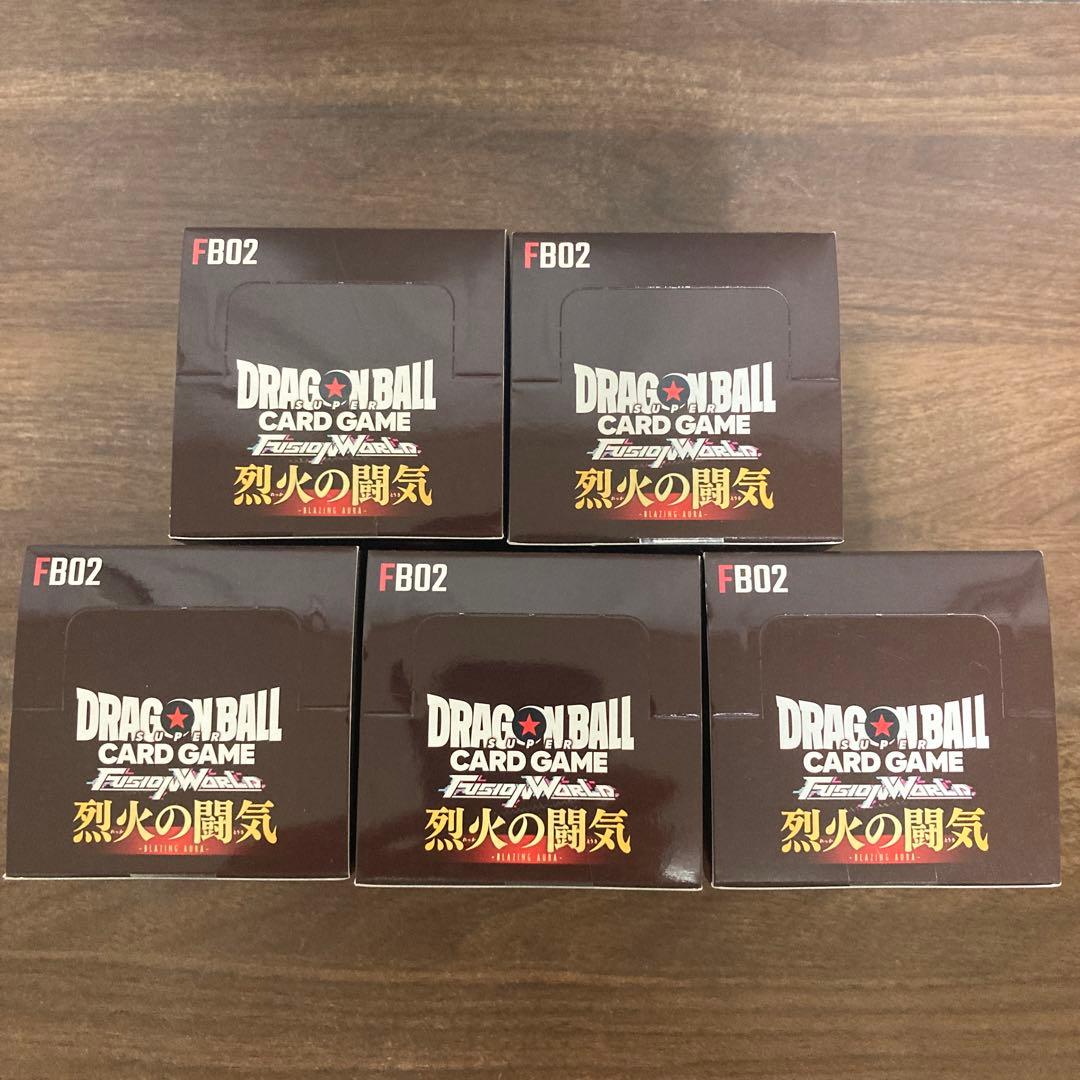 FB02
DRAGON BALL
SUPER
CARD GAME
FUSION WORLD
烈火の闘気
-BLAZING AURA-
FB02
DRAGON BALL
SUPER
CARD GAME
FUSION WORLD
烈火の闘気
-BLAZING AURA-
FB02
DRAGON BALL
SUPER
CARD GAME
FUSION WORLD
烈火の闘気
-BLAZING AURA-
FB02
DRAGON BALL
SUPER
CARD GAME
FUSION WORLD
烈火の闘気
-BLAZING AURA-
FB02
DRAGON BALL
SUPER
CARD GAME
FUSION WORLD
烈火の闘気
-BLAZING AURA-